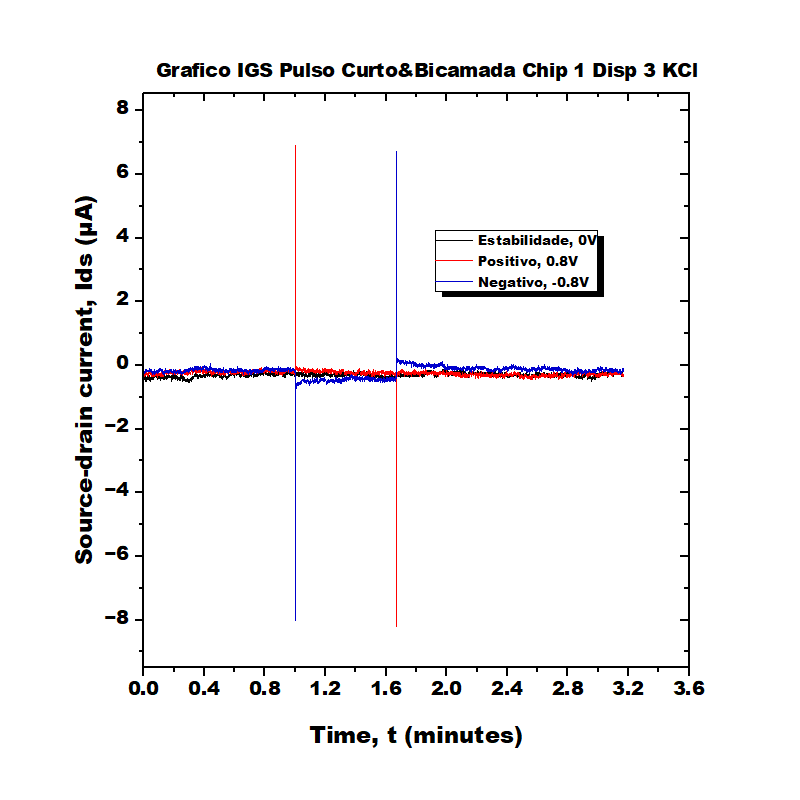 Grafico IGS Pulso Curto&Bicamada Chip 1 Disp 3 KCl
8
6
4
2
0
−2
−4
−6
−8
Source-drain current, Ids (µA)
Estabilidade, 0V
Positivo, 0.8V
Negativo, -0.8V
0.0 0.4 0.8 1.2 1.6 2.0 2.4 2.8 3.2 3.6
Time, t (minutes)